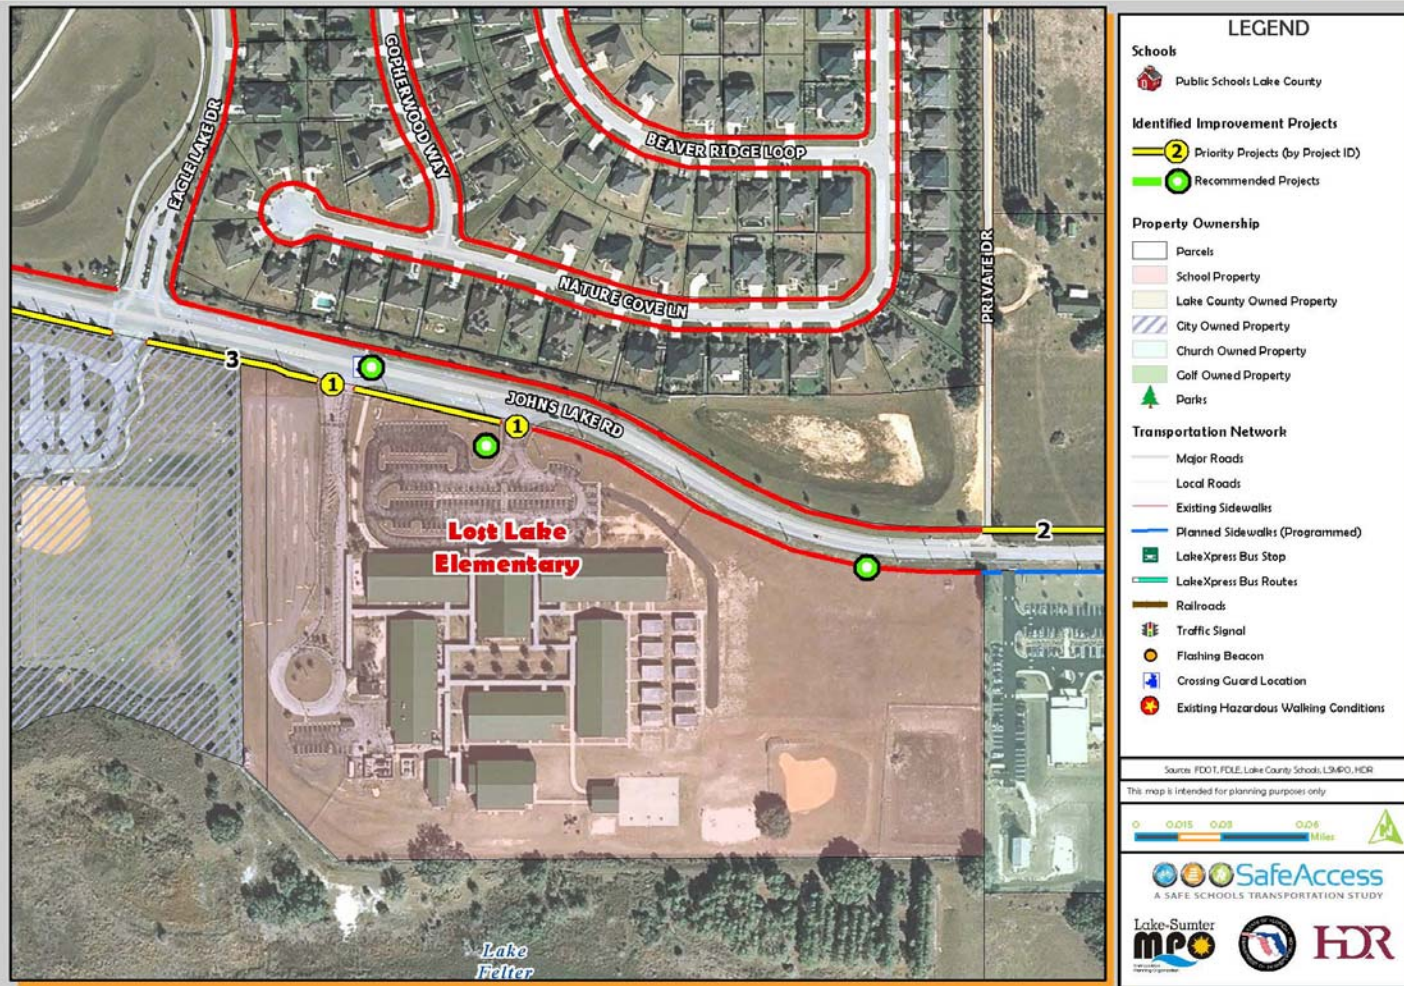 EAGLE LAKE DR
GOPHERWOOD WAY
BEAVER RIDGE LOOP
NATURE COVE LN
PRIVATE DR
3
1
1
JOHNS LAKE RD
2
Lost Lake
Elementary
Lake
Felter
LEGEND
Schools
Public Schools Lake County
Identified Improvement Projects
2 Priority Projects (by Project ID)
Recommended Projects
Property Ownership
Parcels
School Property
Lake County Owned Property
City Owned Property
Church Owned Property
Golf Owned Property
Parks
Transportation Network
Major Roads
Local Roads
Existing Sidewalks
Planned Sidewalks (Programmed)
LakeXpress Bus Stop
LakeXpress Bus Routes
Railroads
Traffic Signal
Flashing Beacon
Crossing Guard Location
Existing Hazardous Walking Conditions
Source: FDOT, FDLE, Lake County Schools, LSMPO, HDR
This map is intended for planning purposes only
0 0.015 0.03 0.06
Miles
SafeAccess
A SAFE SCHOOLS TRANSPORTATION STUDY
Lake-Sumter
MPO
HDR